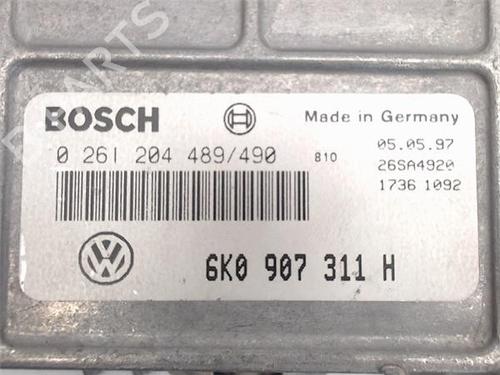 PARTS
BOSCH
Made in Germany
0 261 204 489/490
810
05.05.97
26SA4920
1736 1092
6K0 907 311 H